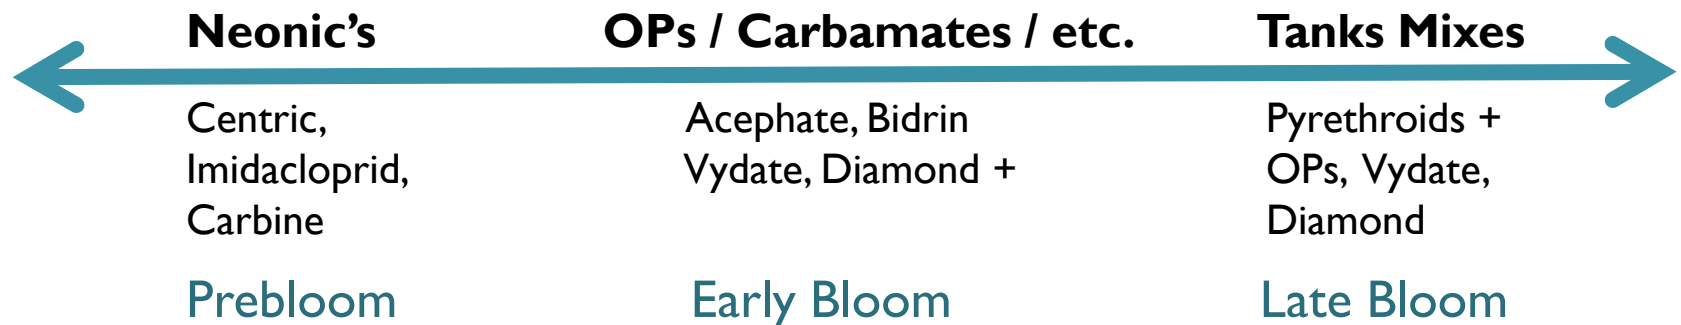 Neonic's
Centric,
Imidacloprid,
Carbine
Prebloom
OPs / Carbamates / etc.
Acephate, Bidrin
Vydate, Diamond +
Early Bloom
Tanks Mixes
Pyrethroids +
OPs, Vydate,
Diamond
Late Bloom